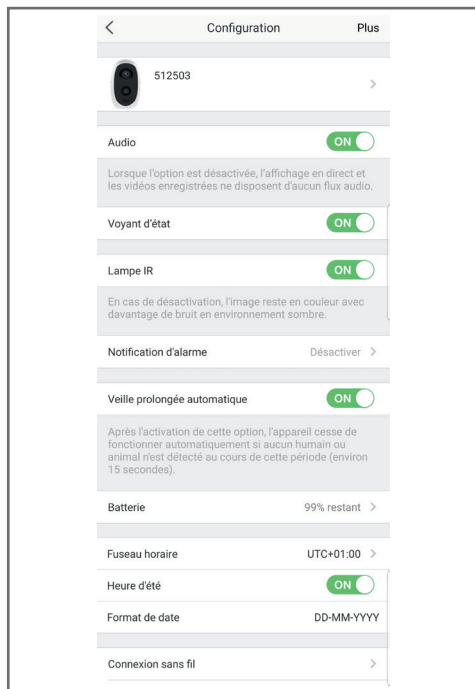 Configuration Plus
512503
Audio ON
Lorsque l'option est désactivée, l'affichage en direct et
les vidéos enregistrées ne disposent d'aucun flux audio.
Voyant d'état ON
Lampe IR ON
En cas de désactivation, l'image reste en couleur avec
davantage de bruit en environnement sombre.
Notification d'alarme Désactiver
Veille prolongée automatique ON
Après l'activation de cette option, l'appareil cesse de
fonctionner automatiquement si aucun humain ou
animal n'est détecté au cours de cette période (environ
15 secondes).
Batterie 99% restant
Fuseau horaire UTC+01:00
Heure d'été ON
Format de date DD-MM-YYYY
Connexion sans fil